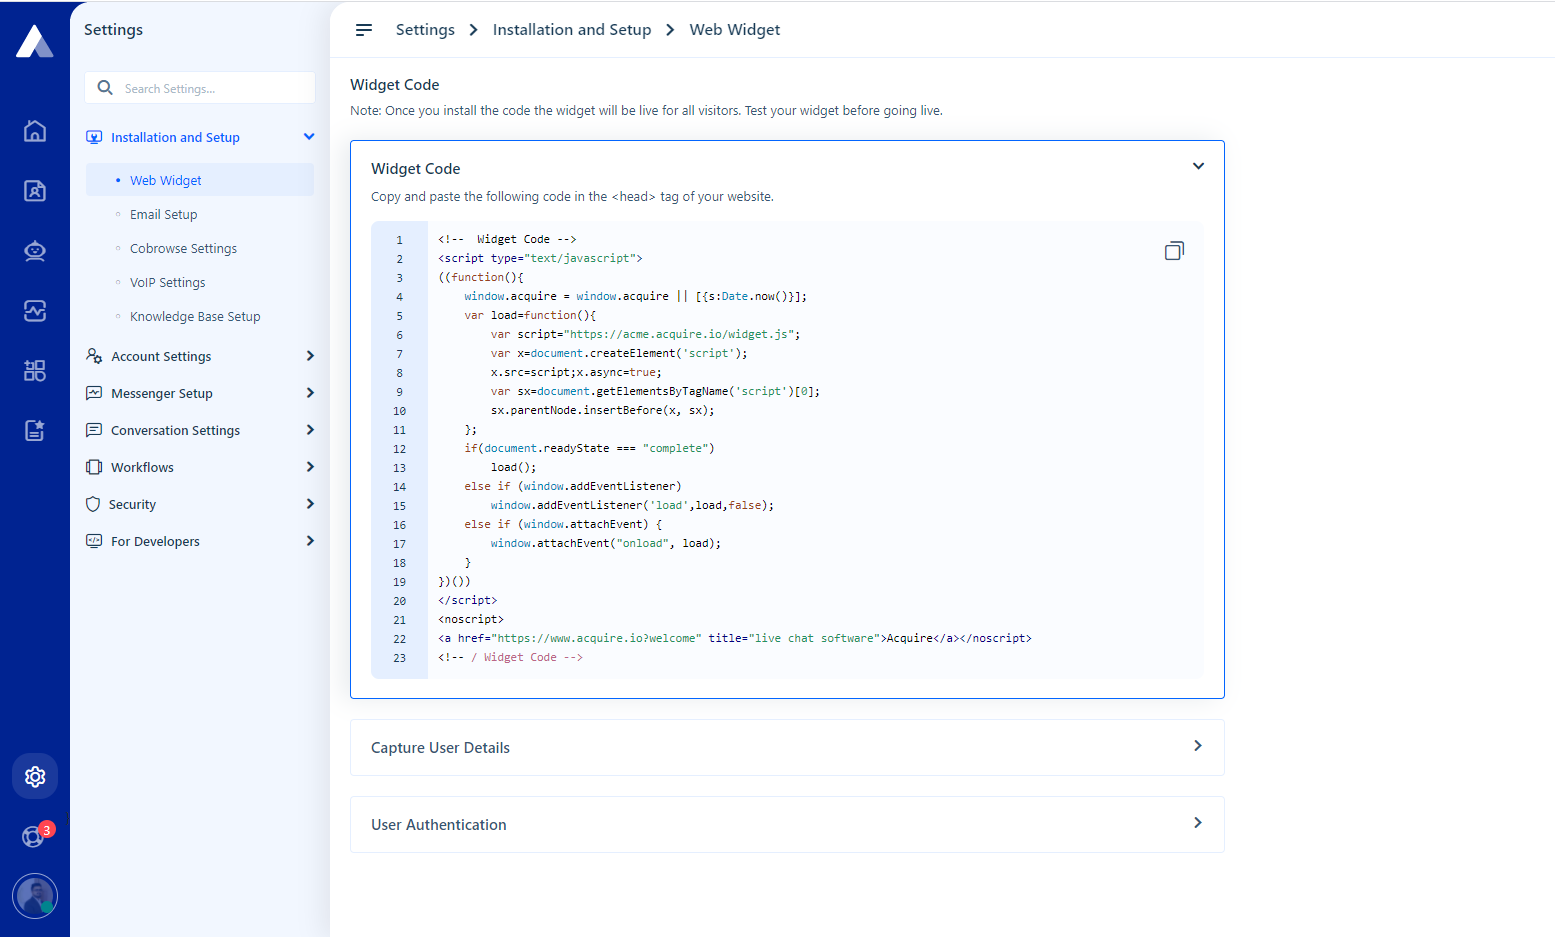 Settings
Search Settings...
Installation and Setup
Web Widget
Email Setup
Cobrowse Settings
VoIP Settings
Knowledge Base Setup
Account Settings
Messenger Setup
Conversation Settings
Workflows
Security
For Developers
3
Settings > Installation and Setup > Web Widget
Widget Code
Note: Once you install the code the widget will be live for all visitors. Test your widget before going live.
Widget Code
Copy and paste the following code in the <head> tag of your website.
1 <!--  Widget Code -->
2 <script type="text/javascript">
3 ((function(){
4     window.acquire = window.acquire || [{s:Date.now()}];
5     var load=function(){
6         var script="https://acme.acquire.io/widget.js";
7         var x=document.createElement('script');
8         x.src=script;x.async=true;
9         var sx=document.getElementsByTagName('script')[0];
10         sx.parentNode.insertBefore(x, sx);
11     };
12     if(document.readyState === "complete")
13         load();
14     else if (window.addEventListener)
15         window.addEventListener('load',load,false);
16     else if (window.attachEvent) {
17         window.attachEvent("onload", load);
18     }
19 })())
20 </script>
21 <noscript>
22 <a href="https://www.acquire.io?welcome" title="live chat software">Acquire</a></noscript>
23 <!-- / Widget Code -->
Capture User Details
User Authentication